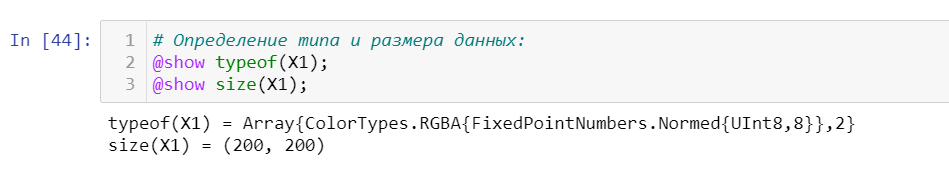 In [44]:
1 # Определение типа и размера данных:
2 @show typeof(X1);
3 @show size(X1);
typeof(X1) = Array{ColorTypes.RGBA{FixedPointNumbers.Normed{UInt8,8}},2}
size(X1) = (200, 200)